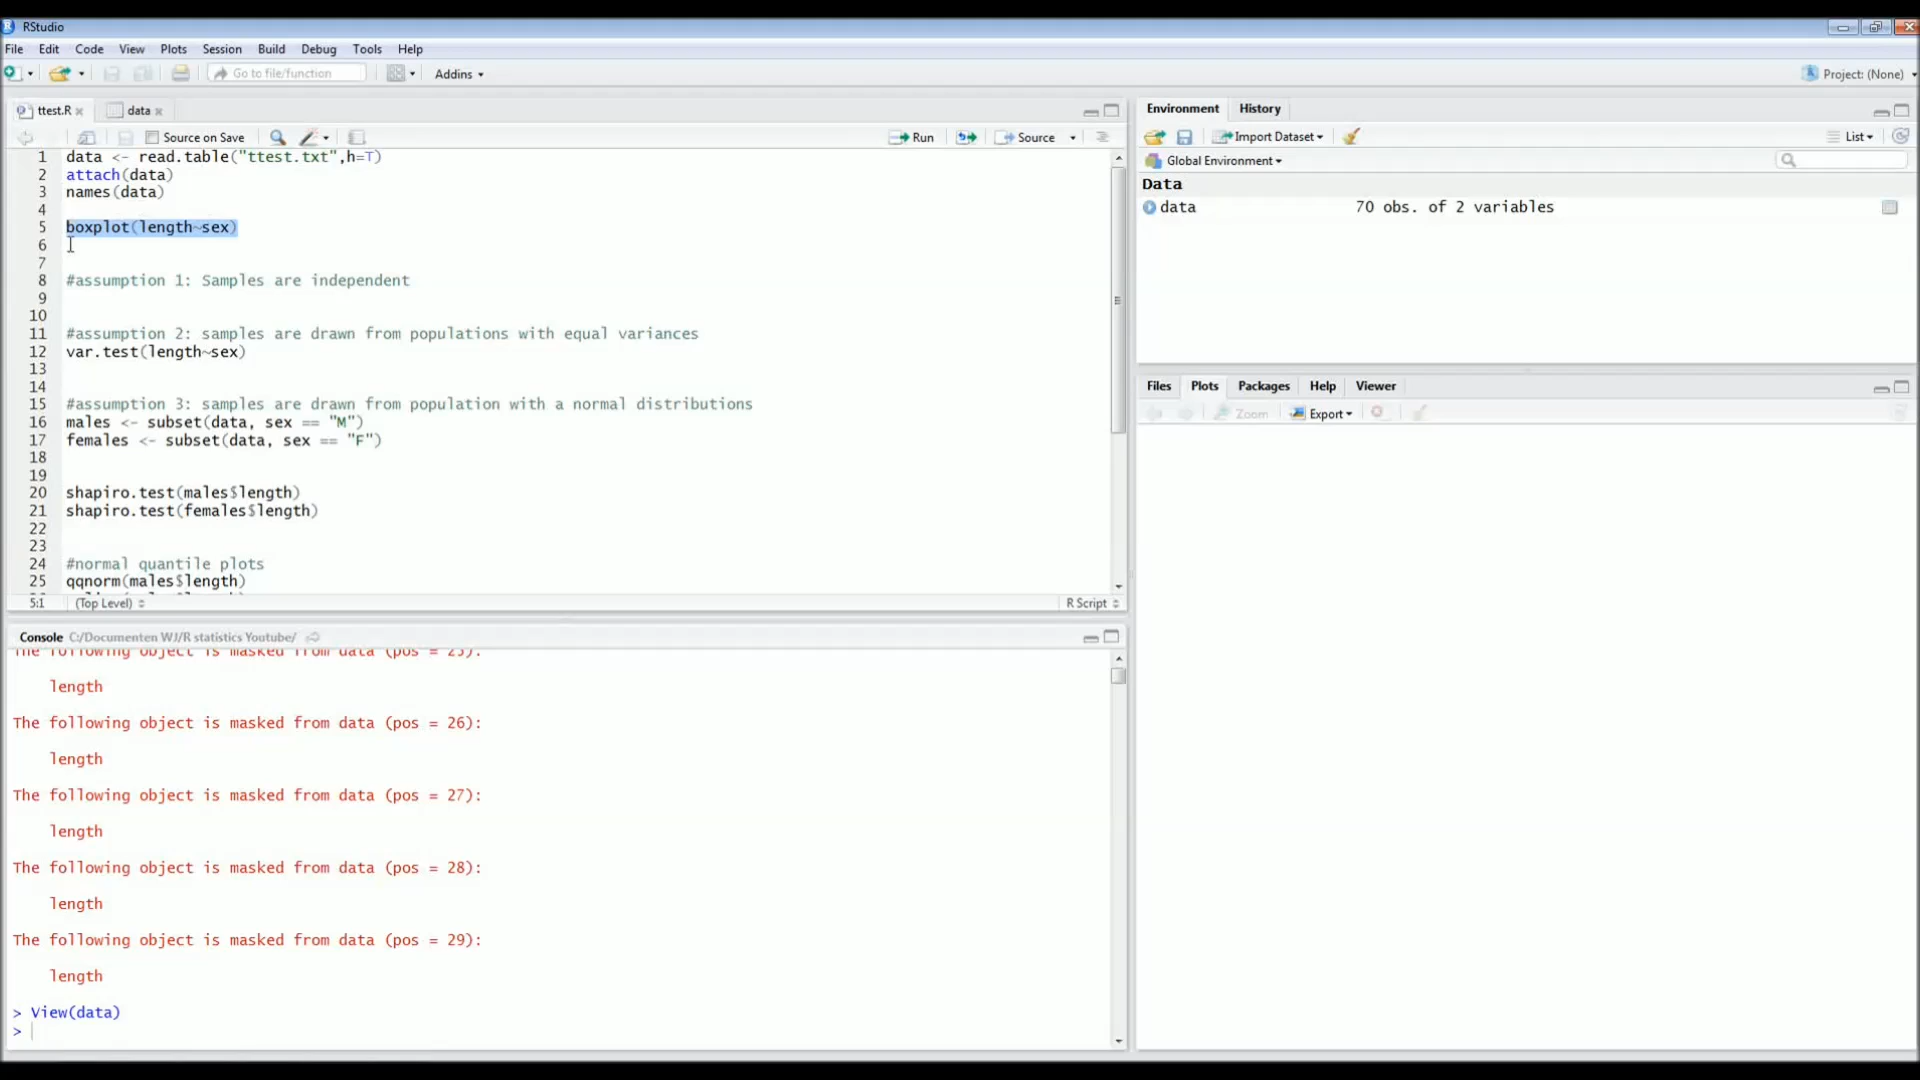 RStudio
File Edit Code View Plots Session Build Debug Tools Help
Go to file/function Addins Project: (None)
ttest.R data
Source on Save Run Source
1 data <- read.table("ttest.txt",h=T)
2 attach(data)
3 names(data)
4
5 boxplot(length~sex)
6
7
8 #assumption 1: Samples are independent
9
10
11 #assumption 2: samples are drawn from populations with equal variances
12 var.test(length~sex)
13
14
15 #assumption 3: samples are drawn from population with a normal distributions
16 males <- subset(data, sex == "M")
17 females <- subset(data, sex == "F")
18
19
20 shapiro.test(males$length)
21 shapiro.test(females$length)
22
23
24 #normal quantile plots
25 qqnorm(males$length)
5:1 (Top Level) R Script
Console C:/Documenten WJ/R statistics Youtube/
The following object is masked from data (pos = 25):
length
The following object is masked from data (pos = 26):
length
The following object is masked from data (pos = 27):
length
The following object is masked from data (pos = 28):
length
The following object is masked from data (pos = 29):
length
> View(data)
>
Environment History
Import Dataset List
Global Environment
Data
data 70 obs. of 2 variables
Files Plots Packages Help Viewer
Zoom Export